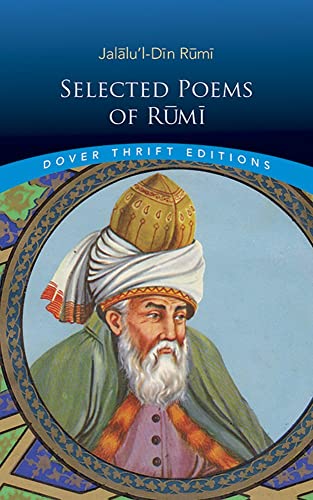 Jalālu'l-Dīn Rūmī
SELECTED POEMS
OF RŪMĪ
DOVER THRIFT EDITIONS